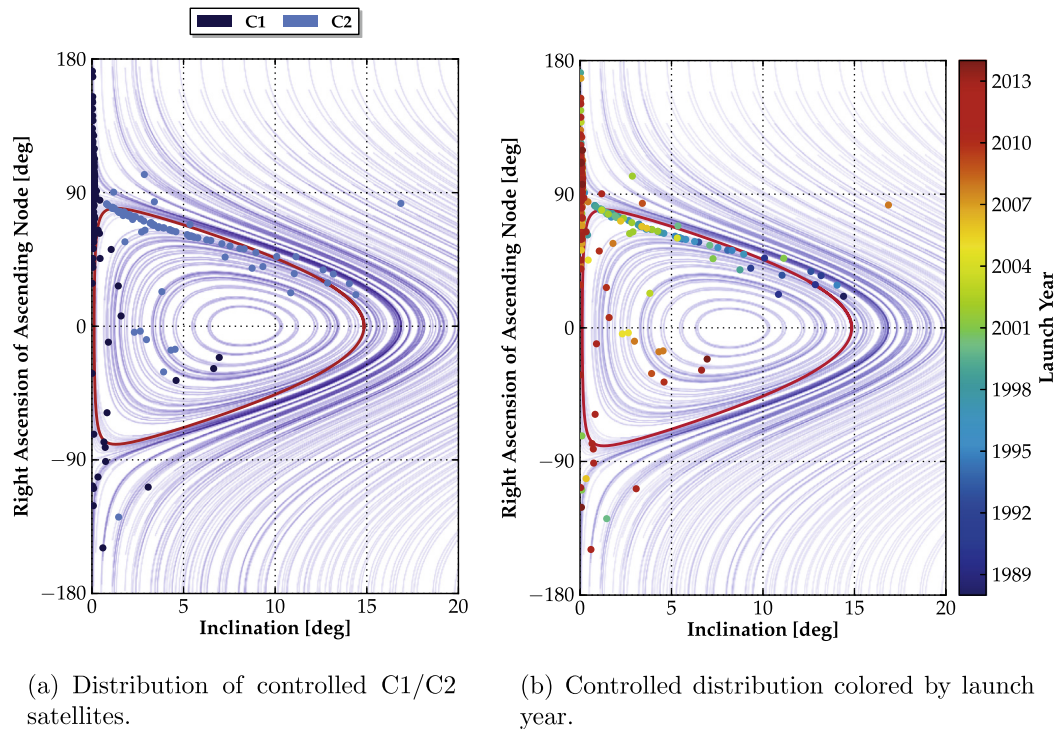 C1 C2
180
90
0
−90
−180
Right Ascension of Ascending Node [deg]
0 5 10 15 20
Inclination [deg]
180
90
0
−90
−180
Right Ascension of Ascending Node [deg]
0 5 10 15 20
Inclination [deg]
2013
2010
2007
2004
2001
1998
1995
1992
1989
Launch Year
(a) Distribution of controlled C1/C2
satellites.
(b) Controlled distribution colored by launch
year.